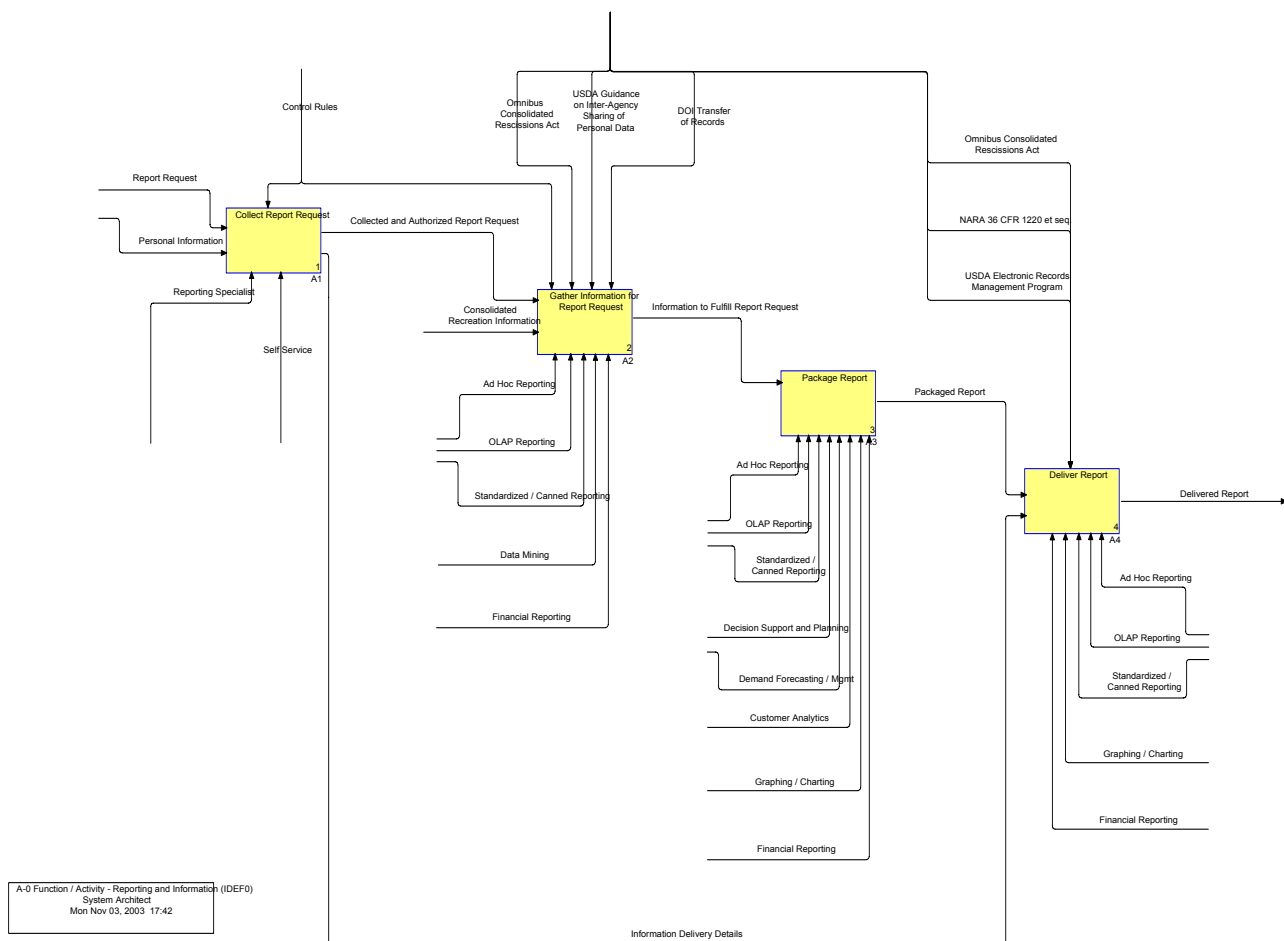 Control Rules
Omnibus
Consolidated
Rescissions Act
USDA Guidance
on Inter-Agency
Sharing of
Personal Data
DOI Transfer
of Records
Omnibus Consolidated
Rescissions Act
Report Request
Collect Report Request
1
A1
Personal Information
Collected and Authorized Report Request
NARA 36 CFR 1220 et seq.
USDA Electronic Records
Management Program
Reporting Specialist
Self Service
Gather Information for
Report Request
2
A2
Consolidated
Recreation Information
Information to Fulfill Report Request
Ad Hoc Reporting
OLAP Reporting
Standardized / Canned Reporting
Data Mining
Financial Reporting
Package Report
3
A3
Packaged Report
Ad Hoc Reporting
OLAP Reporting
Standardized /
Canned Reporting
Decision Support and Planning
Demand Forecasting / Mgmt
Customer Analytics
Graphing / Charting
Financial Reporting
Deliver Report
4
A4
Delivered Report
Ad Hoc Reporting
OLAP Reporting
Standardized /
Canned Reporting
Graphing / Charting
Financial Reporting
A-0 Function / Activity - Reporting and Information (IDEF0)
System Architect
Mon Nov 03, 2003 17:42
Information Delivery Details